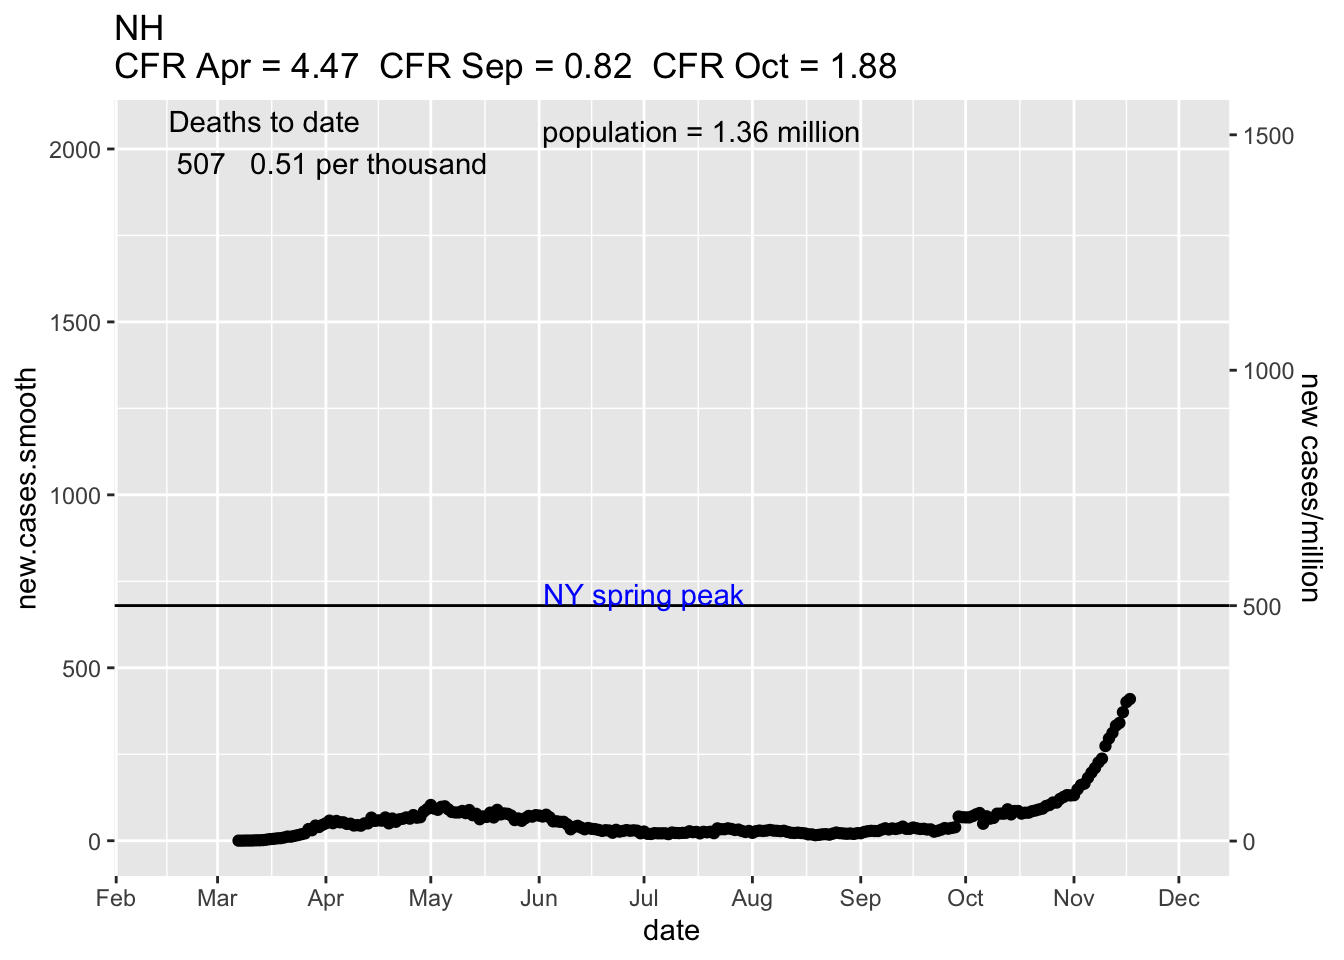 NH
CFR Apr = 4.47  CFR Sep = 0.82  CFR Oct = 1.88
Deaths to date
507   0.51 per thousand
population = 1.36 million
NY spring peak
new.cases.smooth
2000
1500
1000
500
0
1500
1000
500
0
new cases/million
Feb Mar Apr May Jun Jul Aug Sep Oct Nov Dec
date